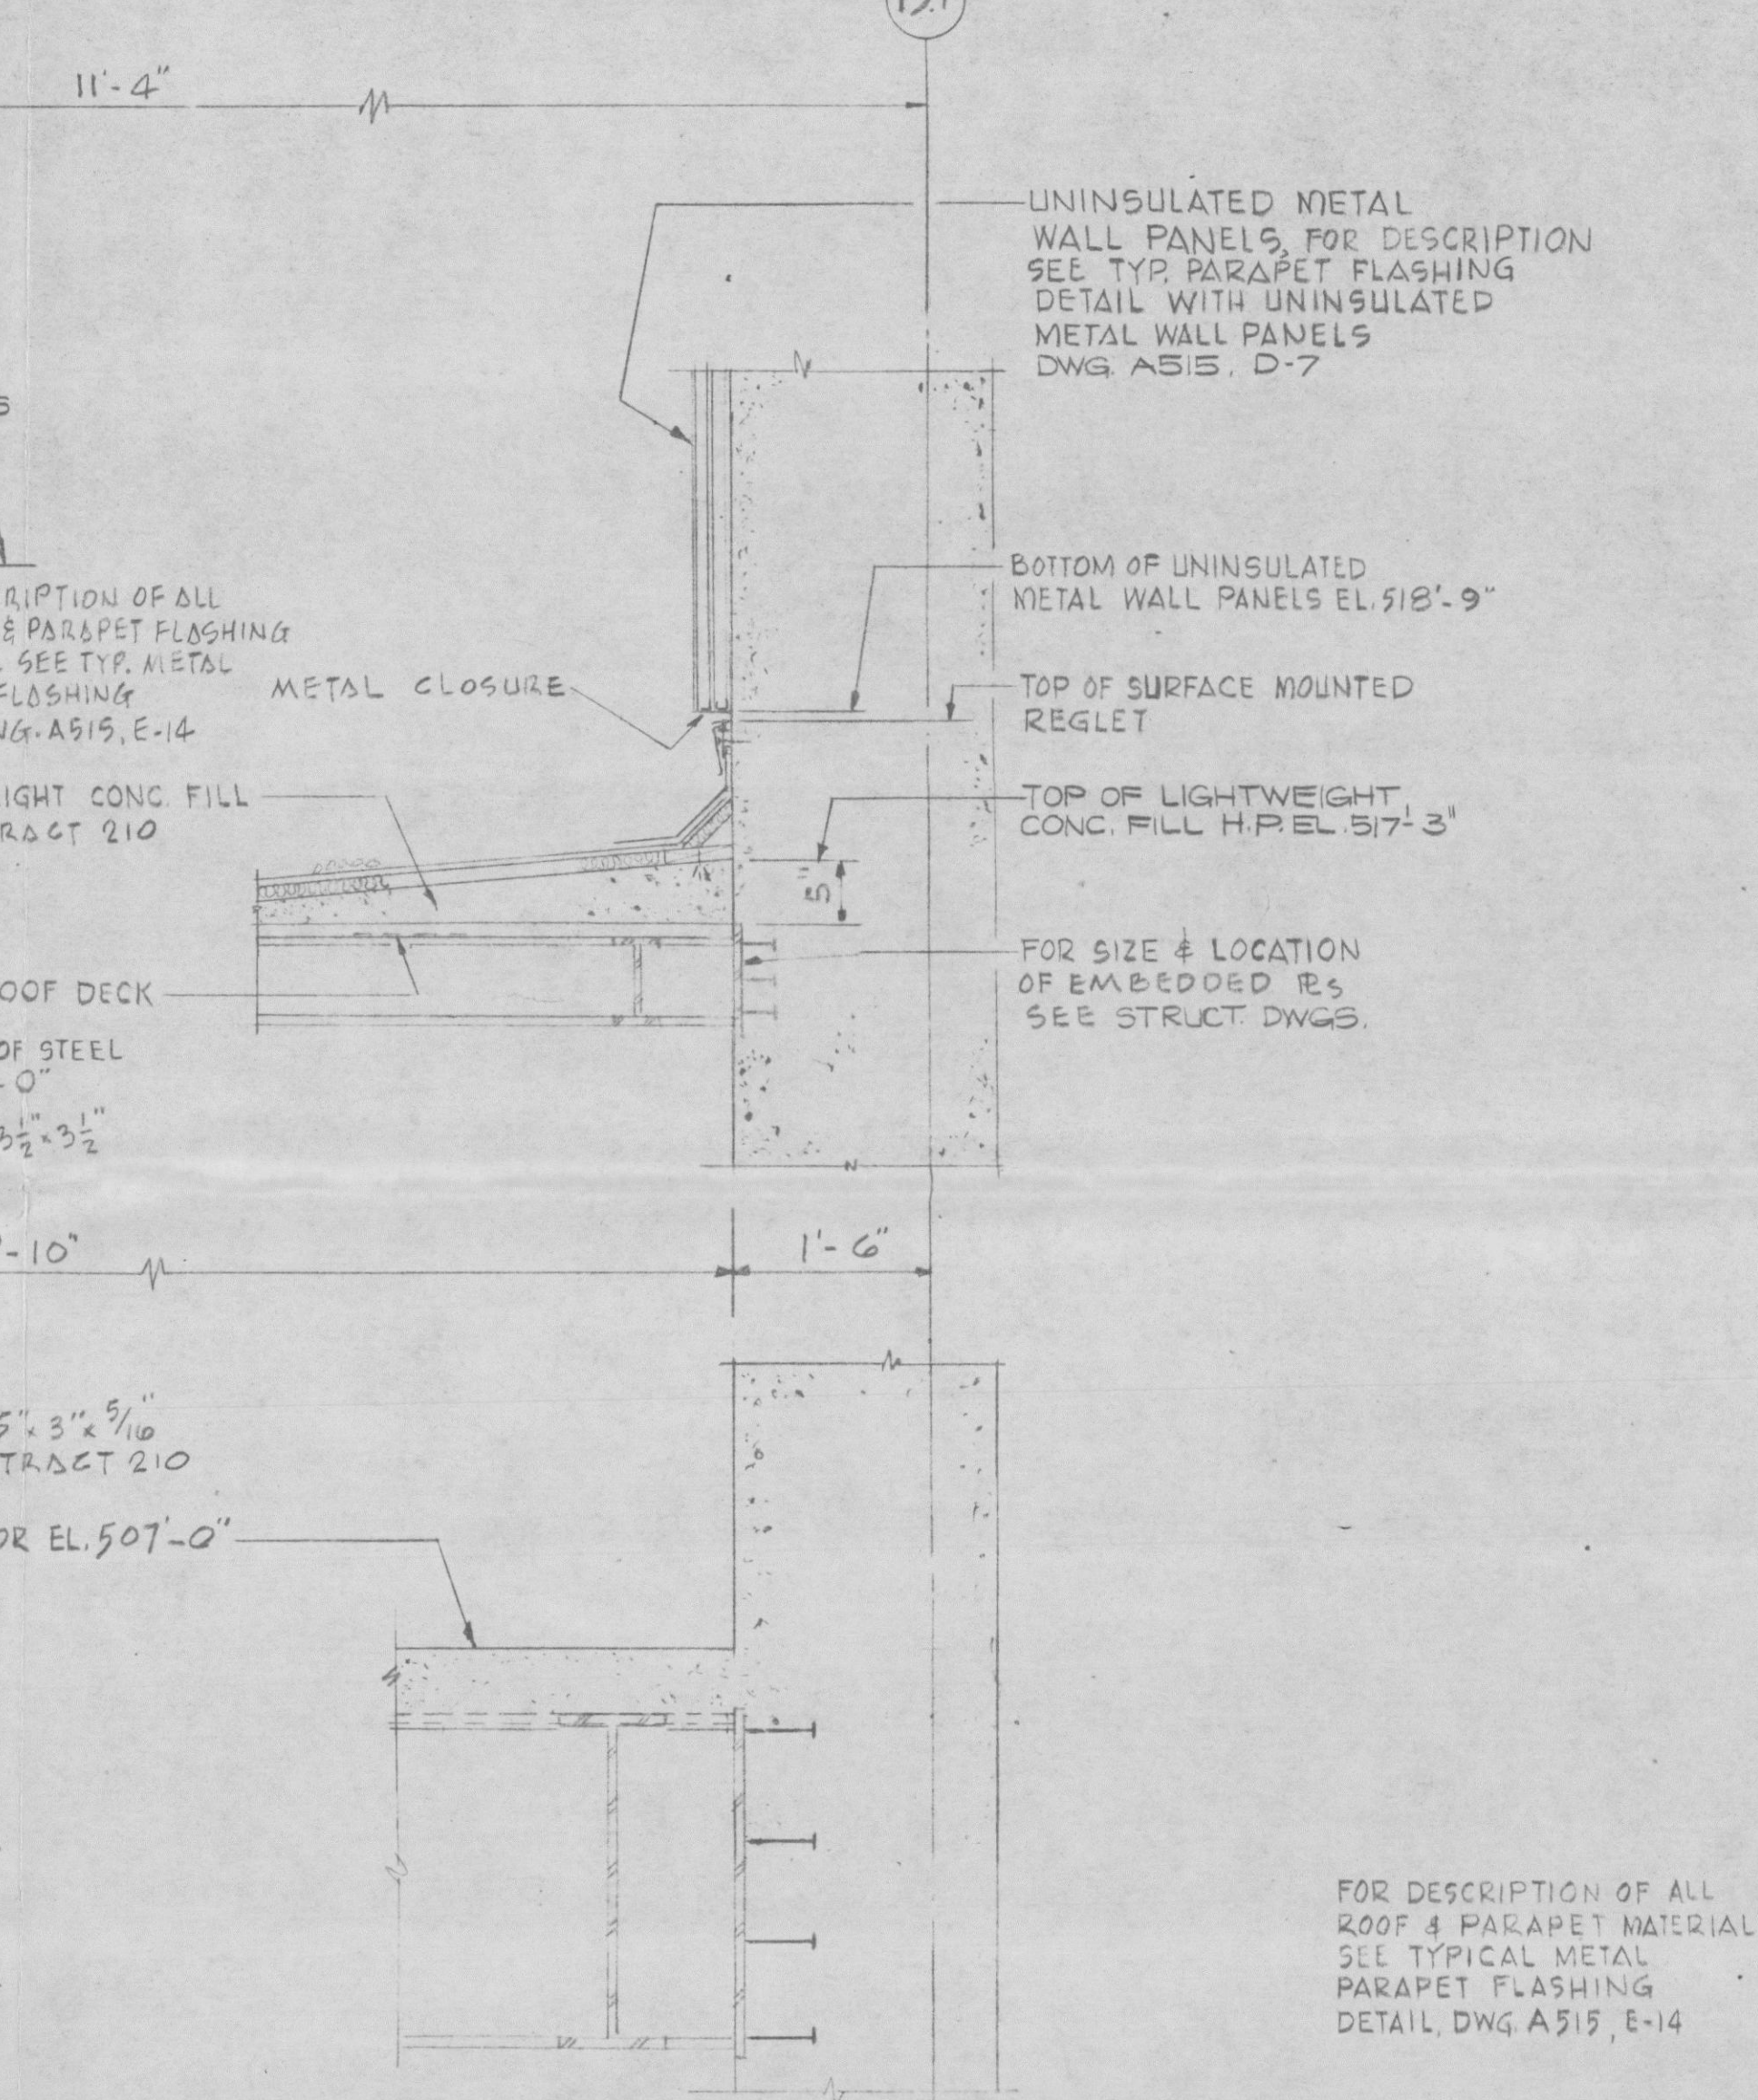 11'-4"
UNINSULATED METAL
WALL PANELS, FOR DESCRIPTION
SEE TYP. PARAPET FLASHING
DETAIL WITH UNINSULATED
METAL WALL PANELS
DWG. A515, D-7
S
BOTTOM OF UNINSULATED
METAL WALL PANELS EL. 518'-9"
RIPTION OF ALL
& PARAPET FLASHING
. SEE TYP. METAL
FLASHING
NG. A515, E-14
METAL CLOSURE
TOP OF SURFACE MOUNTED
REGLET
IGHT CONC. FILL
RACT 210
TOP OF LIGHTWEIGHT
CONC. FILL H.P. EL. 517'-3"
5"
FOR SIZE & LOCATION
OF EMBEDDED PLs
SEE STRUCT. DWGS.
OOF DECK
OF STEEL
-0"
3½"×3½"
'-10"
1'-6"
5"×3"×5/16"
TRACT 210
OR EL. 507'-0"
FOR DESCRIPTION OF ALL
ROOF & PARAPET MATERIAL
SEE TYPICAL METAL
PARAPET FLASHING
DETAIL, DWG. A515, E-14